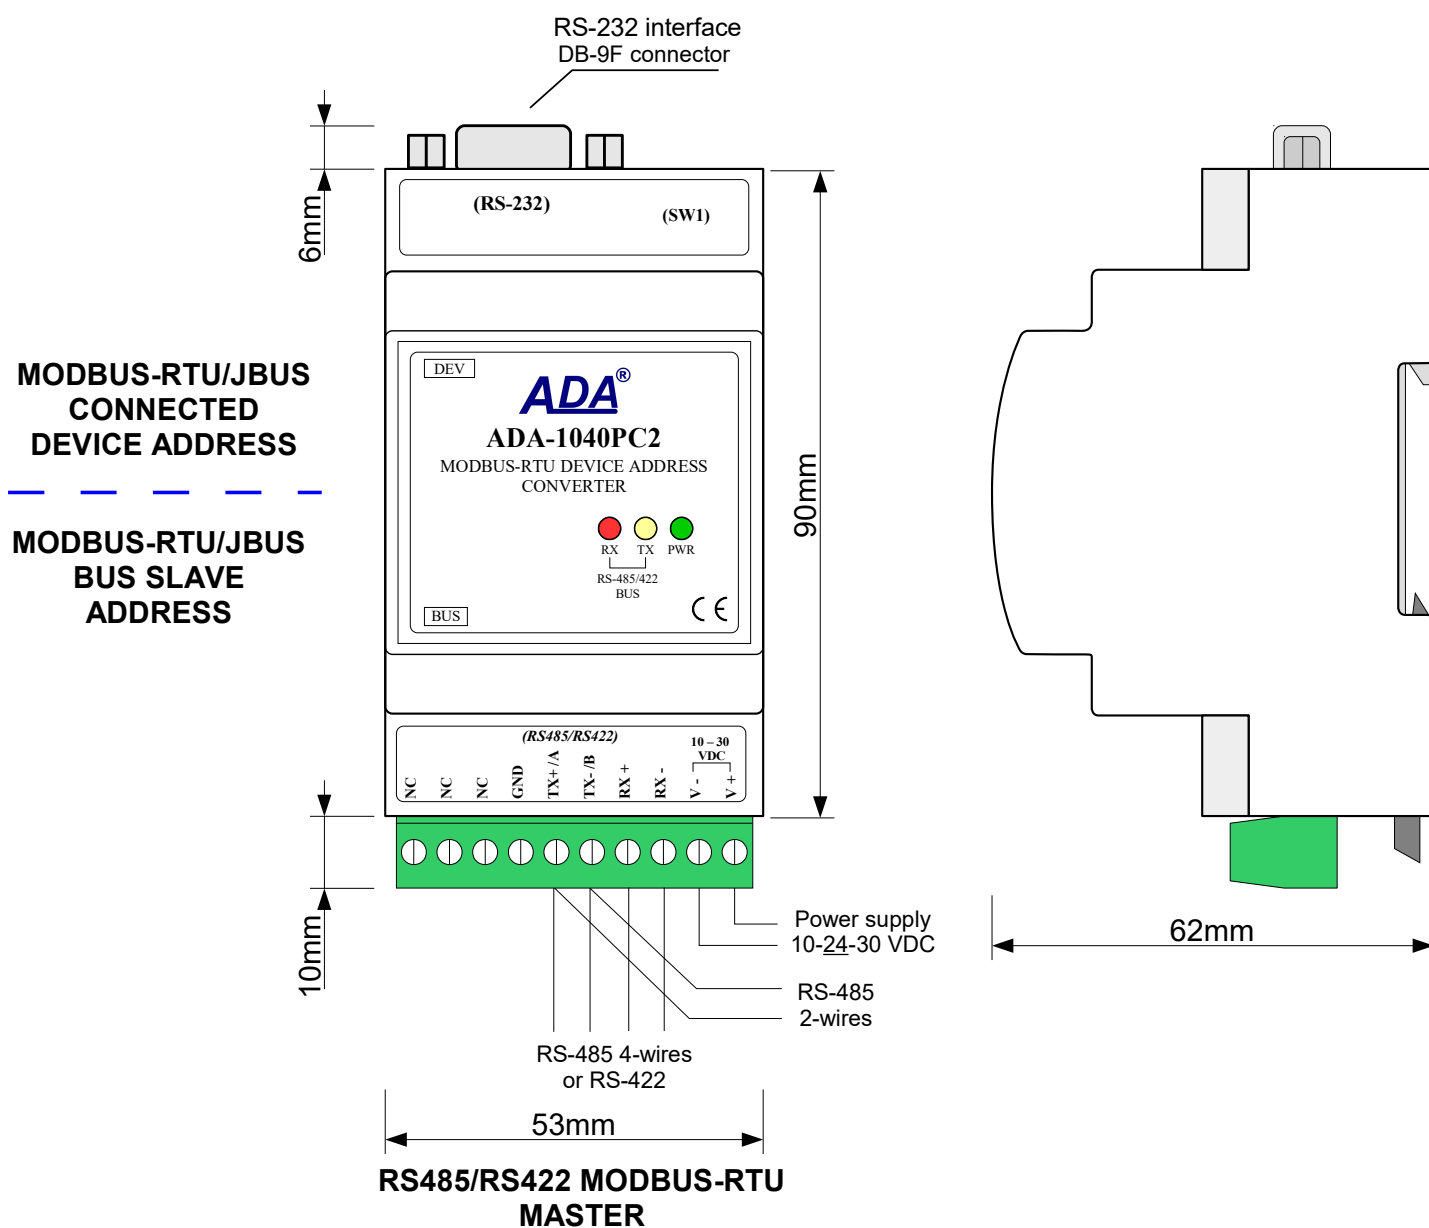 RS-232 interface
DB-9F connector
6mm
(RS-232)
(SW1)
MODBUS-RTU/JBUS
CONNECTED
DEVICE ADDRESS
MODBUS-RTU/JBUS
BUS SLAVE
ADDRESS
DEV
ADA®
ADA-1040PC2
MODBUS-RTU DEVICE ADDRESS
CONVERTER
RX TX PWR
RS-485/422
BUS
BUS
CE
90mm
(RS485/RS422)
10 – 30
VDC
NC
NC
NC
GND
TX+/A
TX-/B
RX +
RX -
V -
V +
10mm
Power supply
10-24-30 VDC
RS-485
2-wires
RS-485 4-wires
or RS-422
62mm
53mm
RS485/RS422 MODBUS-RTU
MASTER